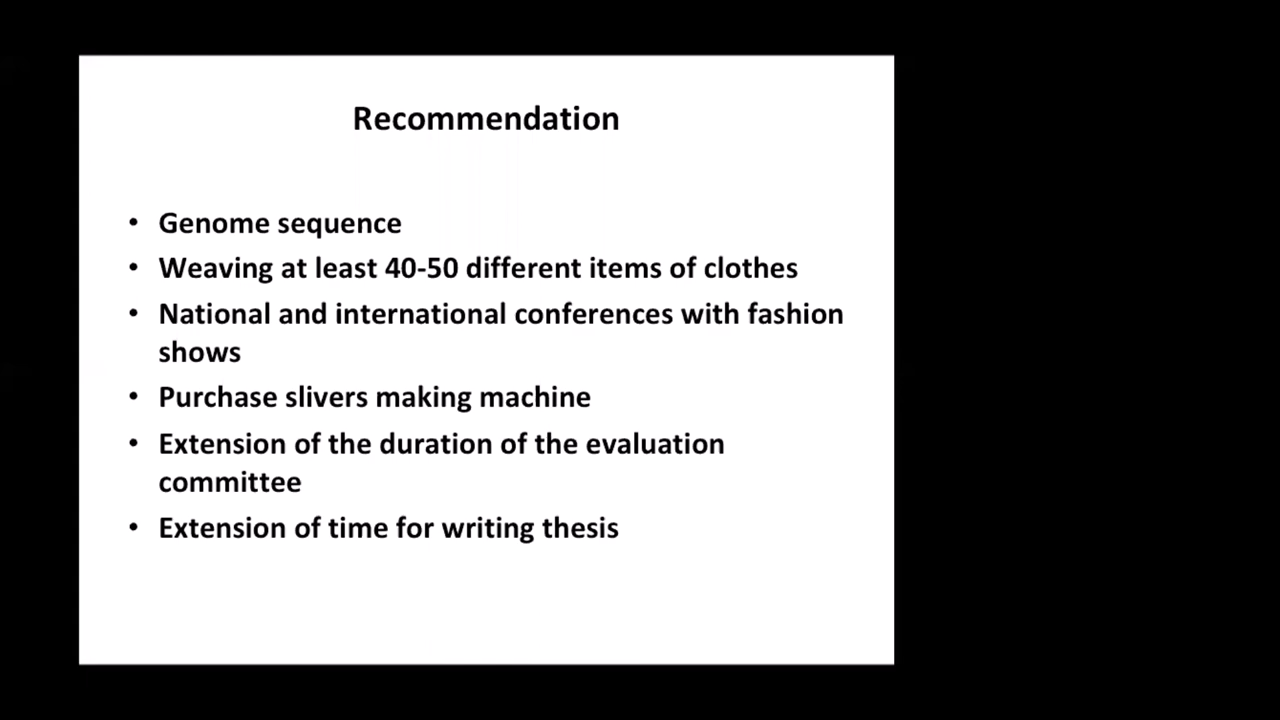 Recommendation
• Genome sequence
• Weaving at least 40-50 different items of clothes
• National and international conferences with fashion
shows
• Purchase slivers making machine
• Extension of the duration of the evaluation
committee
• Extension of time for writing thesis